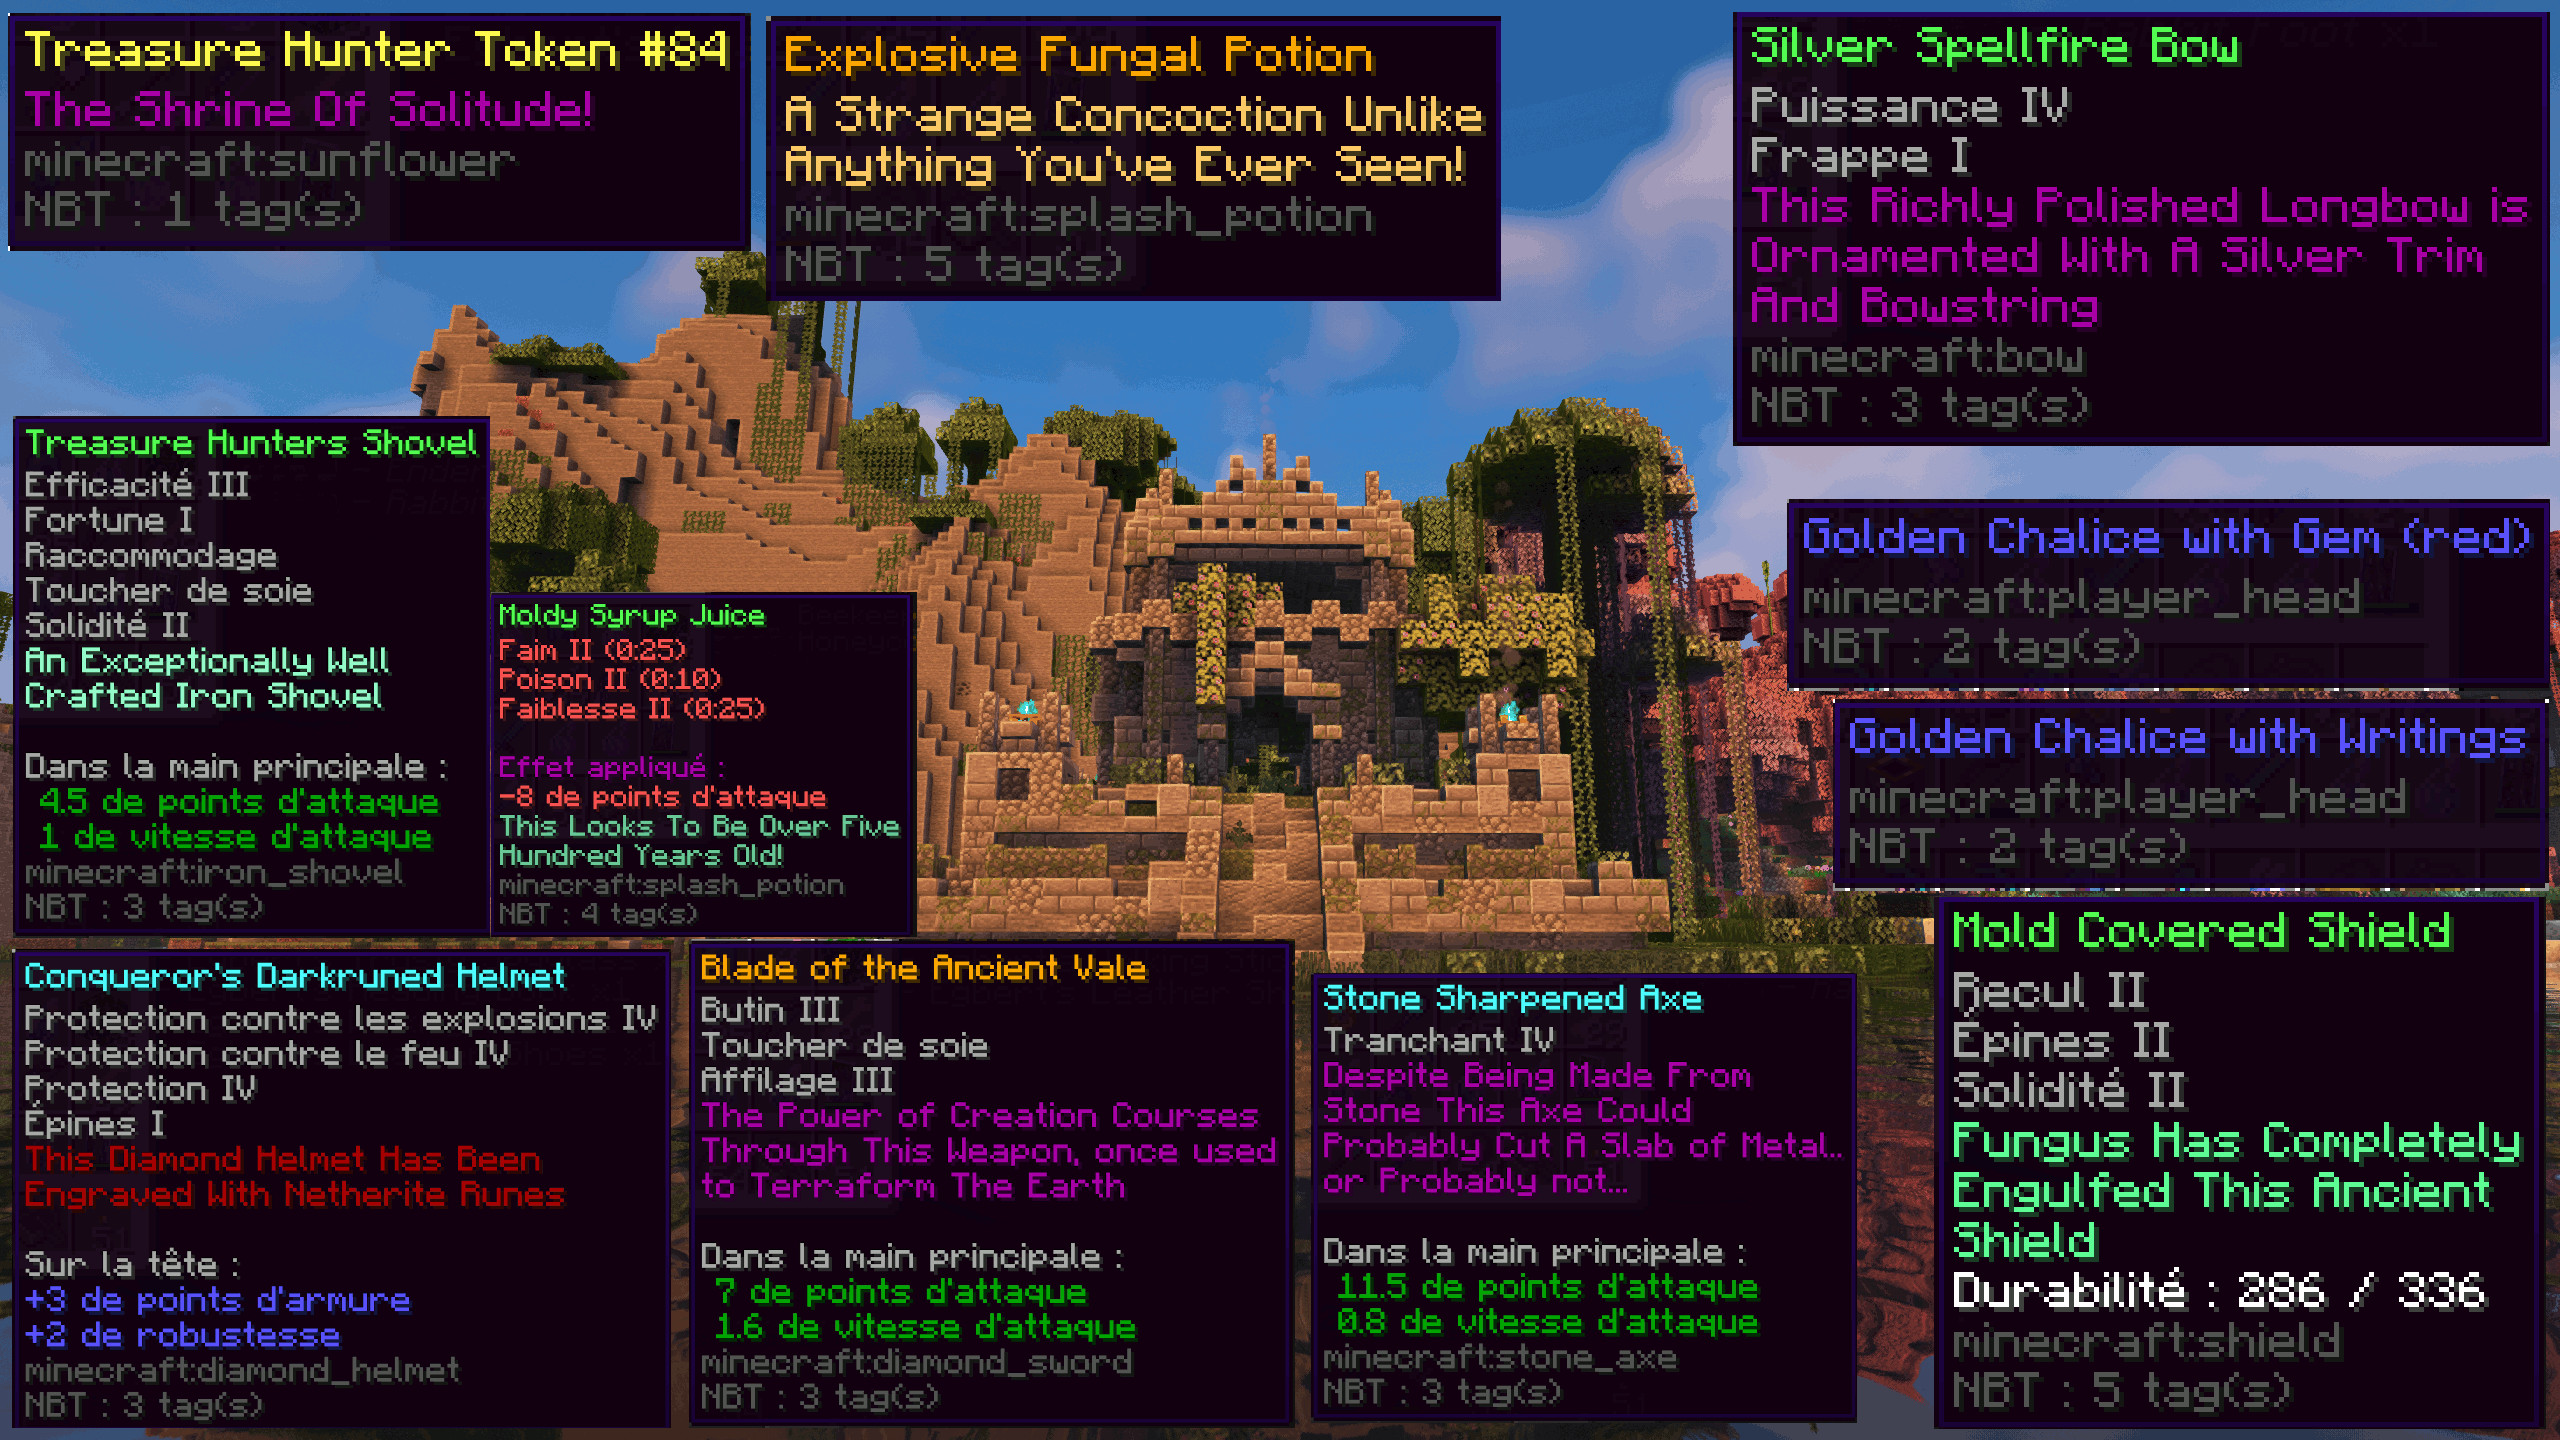 Treasure Hunter Token #84
The Shrine Of Solitude!
minecraft:sunflower
NBT : 1 tag(s)
Explosive Fungal Potion
A Strange Concoction Unlike
Anything You've Ever Seen!
minecraft:splash_potion
NBT : 5 tag(s)
Silver Spellfire Bow
Puissance IV
Frappe I
This Richly Polished Longbow is
Ornamented With A Silver Trim
And Bowstring
minecraft:bow
NBT : 3 tag(s)
Treasure Hunters Shovel
Efficacité III
Fortune I
Raccommodage
Toucher de soie
Solidité II
An Exceptionally Well
Crafted Iron Shovel
Dans la main principale :
4.5 de points d'attaque
1 de vitesse d'attaque
minecraft:iron_shovel
NBT : 3 tag(s)
Moldy Syrup Juice
Faim II (0:25)
Poison II (0:10)
Faiblesse II (0:25)
Effet appliqué :
-8 de points d'attaque
This Looks To Be Over Five
Hundred Years Old!
minecraft:splash_potion
NBT : 4 tag(s)
Golden Chalice with Gem (red)
minecraft:player_head
NBT : 2 tag(s)
Golden Chalice with Writings
minecraft:player_head
NBT : 2 tag(s)
Conqueror's Darkruned Helmet
Protection contre les explosions IV
Protection contre le feu IV
Protection IV
Épines I
This Diamond Helmet Has Been
Engraved With Netherite Runes
Sur la tête :
+3 de points d'armure
+2 de robustesse
minecraft:diamond_helmet
NBT : 3 tag(s)
Blade of the Ancient Vale
Butin III
Toucher de soie
Affilage III
The Power of Creation Courses
Through This Weapon, once used
to Terraform The Earth
Dans la main principale :
7 de points d'attaque
1.6 de vitesse d'attaque
minecraft:diamond_sword
NBT : 3 tag(s)
Stone Sharpened Axe
Tranchant IV
Despite Being Made From
Stone This Axe Could
Probably Cut A Slab of Metal...
or Probably not...
Dans la main principale :
11.5 de points d'attaque
0.8 de vitesse d'attaque
minecraft:stone_axe
NBT : 3 tag(s)
Mold Covered Shield
Recul II
Épines II
Solidité II
Fungus Has Completely
Engulfed This Ancient
Shield
Durabilité : 286 / 336
minecraft:shield
NBT : 5 tag(s)